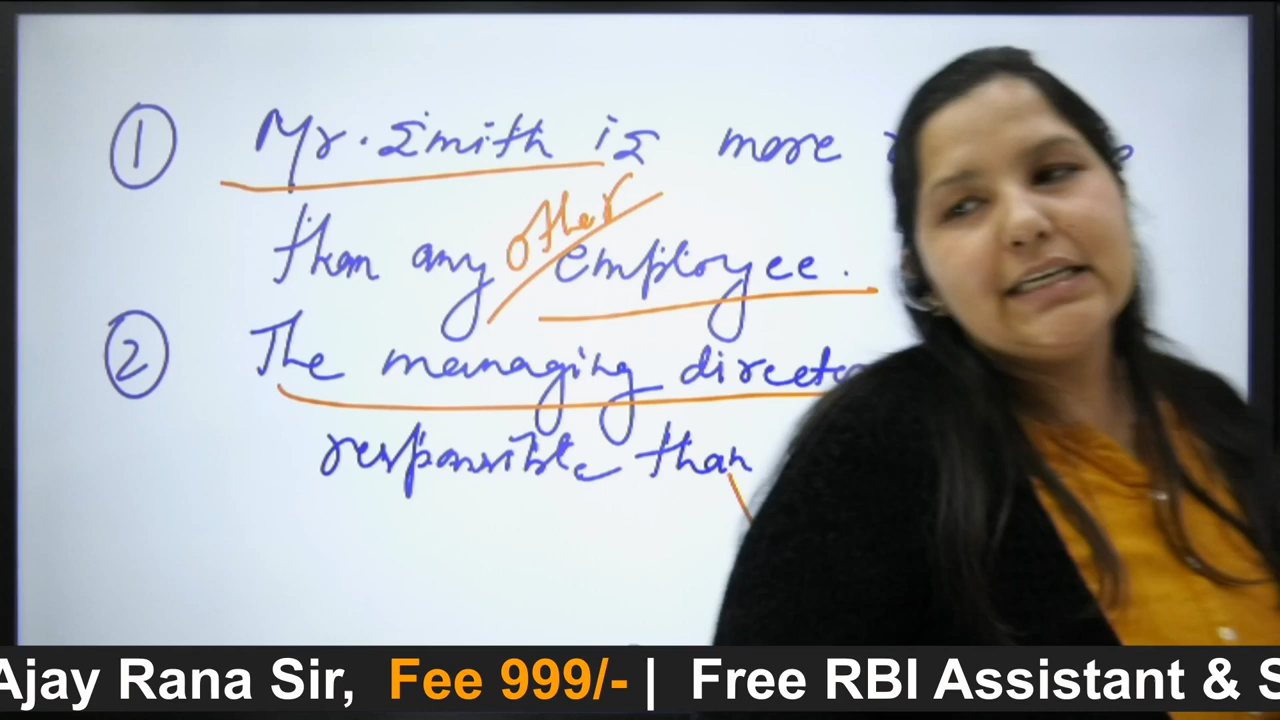 ① Mr. Smith is more
other
than any employee.
② The managing director
responsible than
Ajay Rana Sir, Fee 999/- | Free RBI Assistant & S